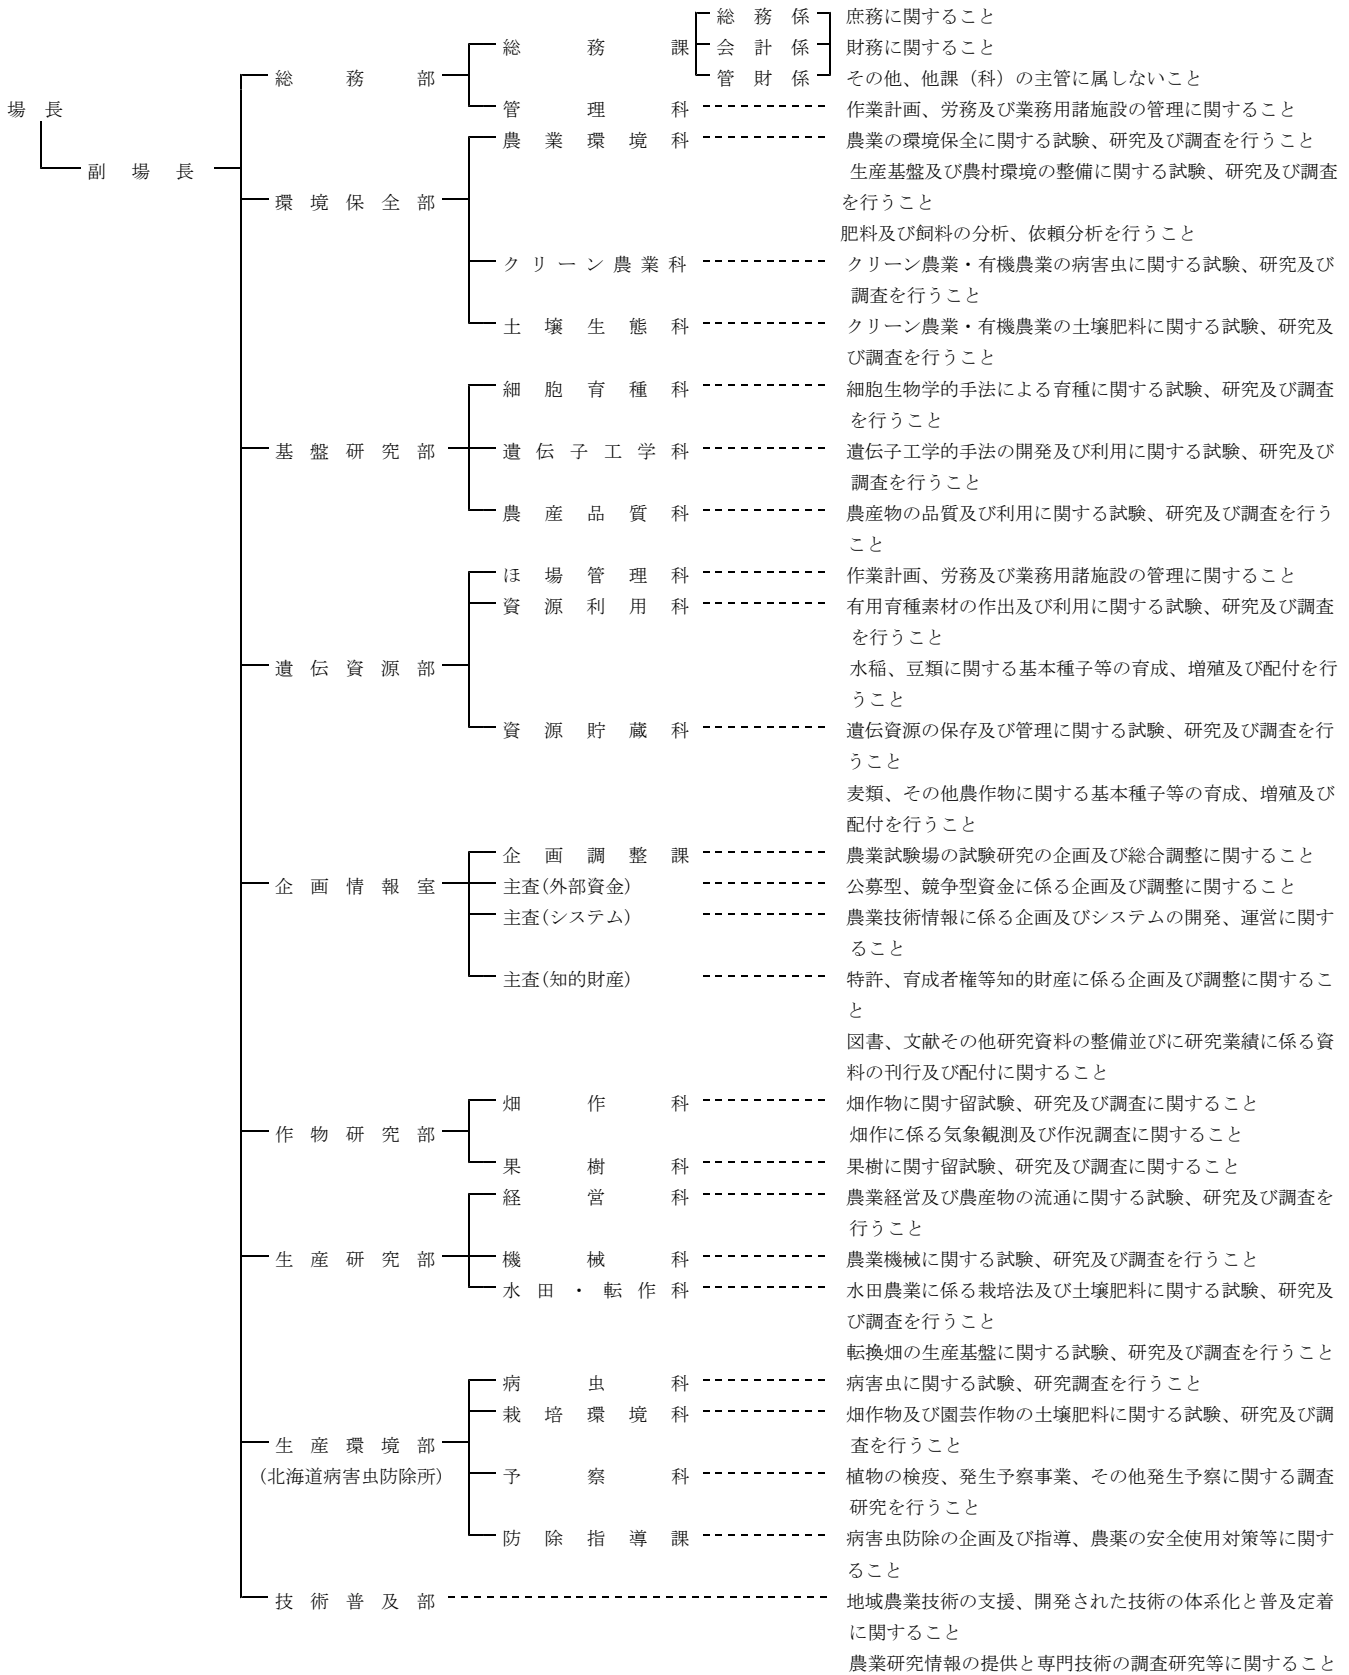 総務係 庶務に関すること
総務課 会計係 財務に関すること
総務部 管財係 その他、他課（科）の主管に属しないこと
場長 管理科 作業計画、労務及び業務用諸施設の管理に関すること
農業環境科 農業の環境保全に関する試験、研究及び調査を行うこと
副場長 生産基盤及び農村環境の整備に関する試験、研究及び調査
環境保全部 を行うこと
肥料及び飼料の分析、依頼分析を行うこと
クリーン農業科 クリーン農業・有機農業の病害虫に関する試験、研究及び
調査を行うこと
土壌生態科 クリーン農業・有機農業の土壌肥料に関する試験、研究及
び調査を行うこと
細胞育種科 細胞生物学的手法による育種に関する試験、研究及び調査
を行うこと
基盤研究部 遺伝子工学科 遺伝子工学的手法の開発及び利用に関する試験、研究及び
調査を行うこと
農産品質科 農産物の品質及び利用に関する試験、研究及び調査を行う
こと
ほ場管理科 作業計画、労務及び業務用諸施設の管理に関すること
資源利用科 有用育種素材の作出及び利用に関する試験、研究及び調査
を行うこと
遺伝資源部 水稲、豆類に関する基本種子等の育成、増殖及び配付を行
うこと
資源貯蔵科 遺伝資源の保存及び管理に関する試験、研究及び調査を行
うこと
麦類、その他農作物に関する基本種子等の育成、増殖及び
配付を行うこと
企画調整課 農業試験場の試験研究の企画及び総合調整に関すること
企画情報室 主査(外部資金) 公募型、競争型資金に係る企画及び調整に関すること
主査(システム) 農業技術情報に係る企画及びシステムの開発、運営に関す
ること
主査(知的財産) 特許、育成者権等知的財産に係る企画及び調整に関するこ
と
図書、文献その他研究資料の整備並びに研究業績に係る資
料の刊行及び配付に関すること
畑作科 畑作物に関す留試験、研究及び調査に関すること
作物研究部 畑作に係る気象観測及び作況調査に関すること
果樹科 果樹に関す留試験、研究及び調査に関すること
経営科 農業経営及び農産物の流通に関する試験、研究及び調査を
行うこと
生産研究部 機械科 農業機械に関する試験、研究及び調査を行うこと
水田・転作科 水田農業に係る栽培法及び土壌肥料に関する試験、研究及
び調査を行うこと
転換畑の生産基盤に関する試験、研究及び調査を行うこと
病虫科 病害虫に関する試験、研究調査を行うこと
栽培環境科 畑作物及び園芸作物の土壌肥料に関する試験、研究及び調
生産環境部 査を行うこと
(北海道病害虫防除所) 予察科 植物の検疫、発生予察事業、その他発生予察に関する調査
研究を行うこと
防除指導課 病害虫防除の企画及び指導、農薬の安全使用対策等に関す
ること
技術普及部 地域農業技術の支援、開発された技術の体系化と普及定着
に関すること
農業研究情報の提供と専門技術の調査研究等に関すること